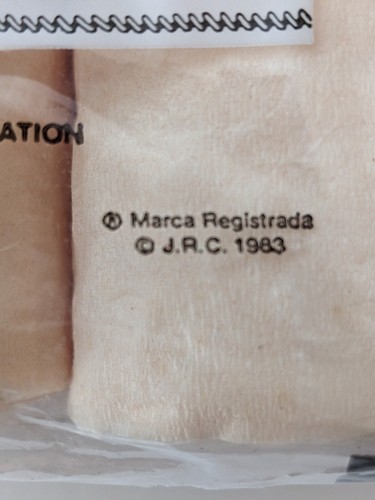 ATION
® Marca Registrada
© J.R.C. 1983